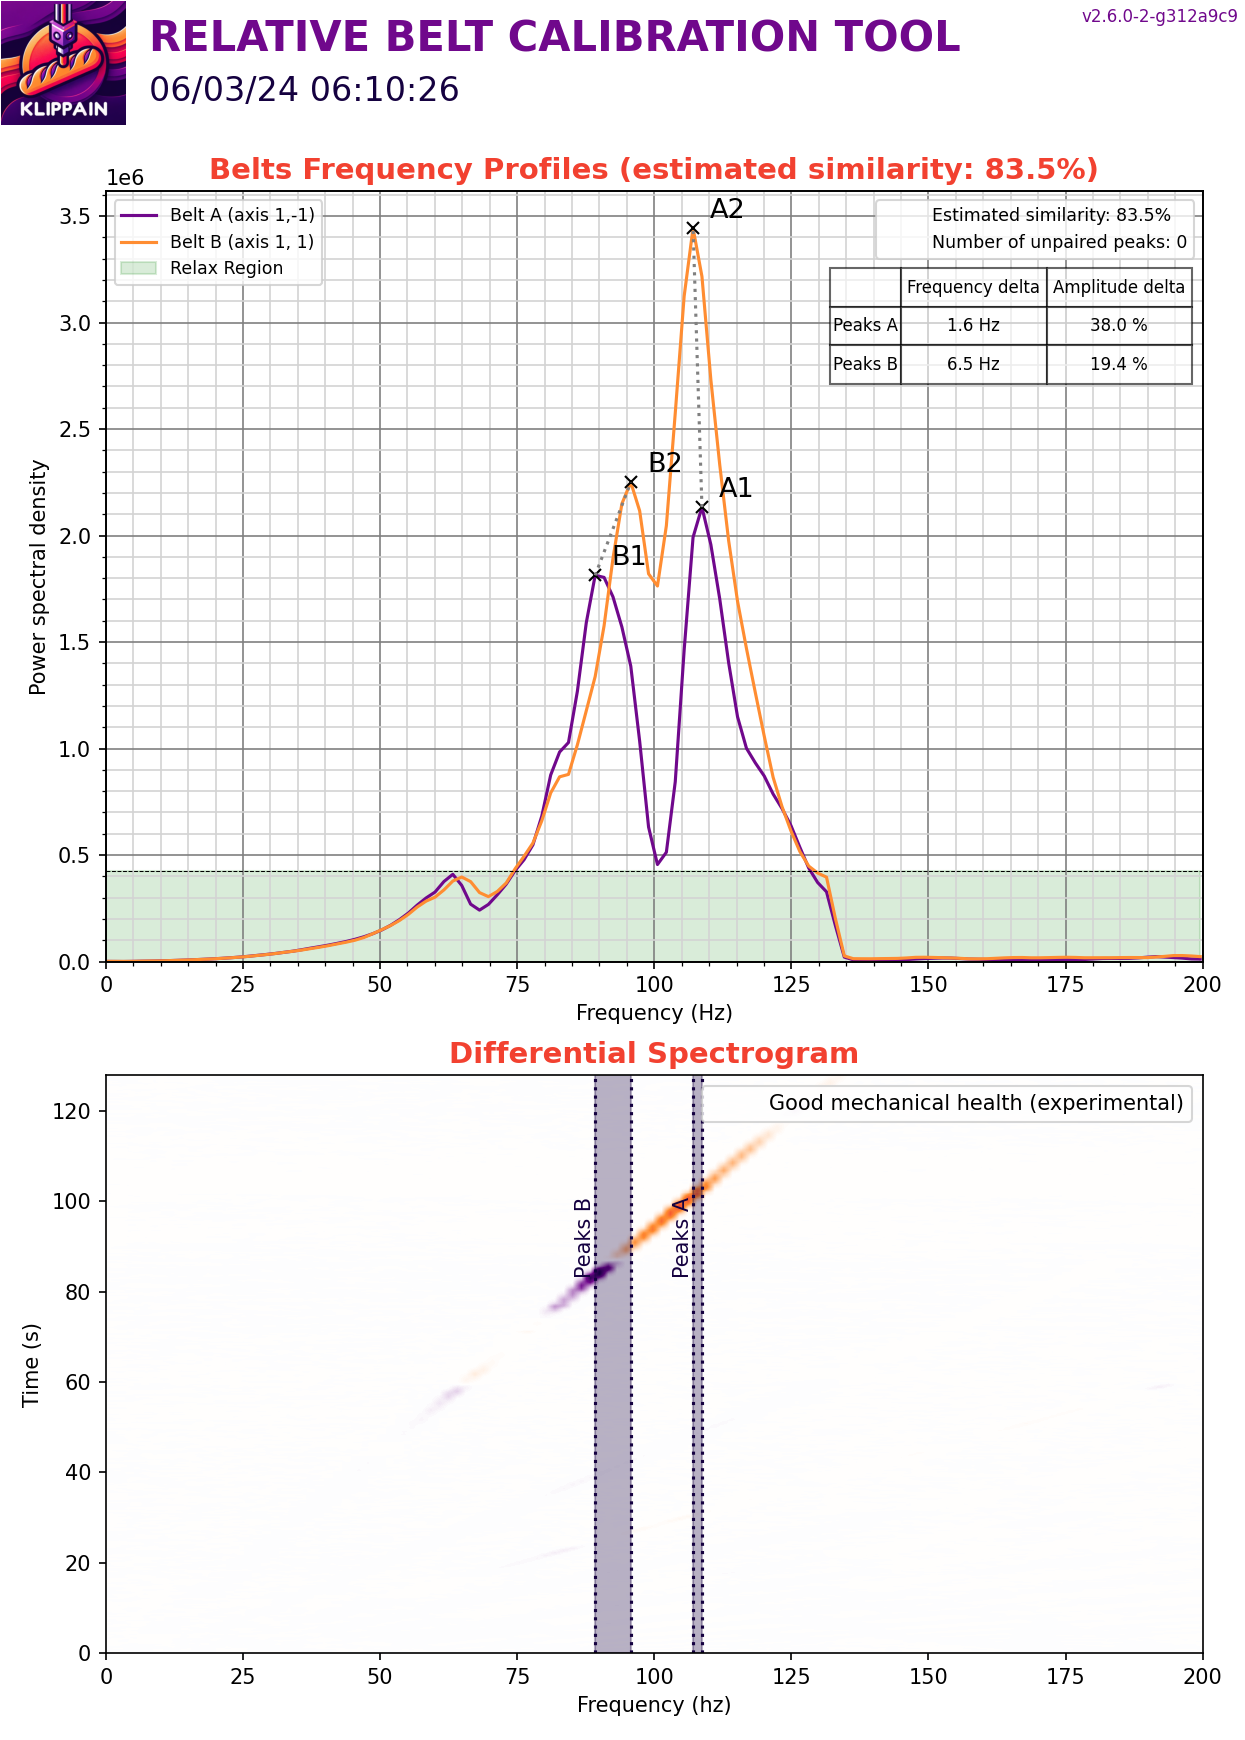 KLIPPAIN
RELATIVE BELT CALIBRATION TOOL
v2.6.0-2-g312a9c9
06/03/24 06:10:26
Belts Frequency Profiles (estimated similarity: 83.5%)
1e6
Belt A (axis 1,-1)
Belt B (axis 1, 1)
Relax Region
Estimated similarity: 83.5%
Number of unpaired peaks: 0
Frequency delta Amplitude delta
Peaks A 1.6 Hz 38.0 %
Peaks B 6.5 Hz 19.4 %
A2
B2
A1
B1
Power spectral density
3.5
3.0
2.5
2.0
1.5
1.0
0.5
0.0
0 25 50 75 100 125 150 175 200
Frequency (Hz)
Differential Spectrogram
Good mechanical health (experimental)
Peaks B
Peaks A
Time (s)
120
100
80
60
40
20
0
0 25 50 75 100 125 150 175 200
Frequency (hz)